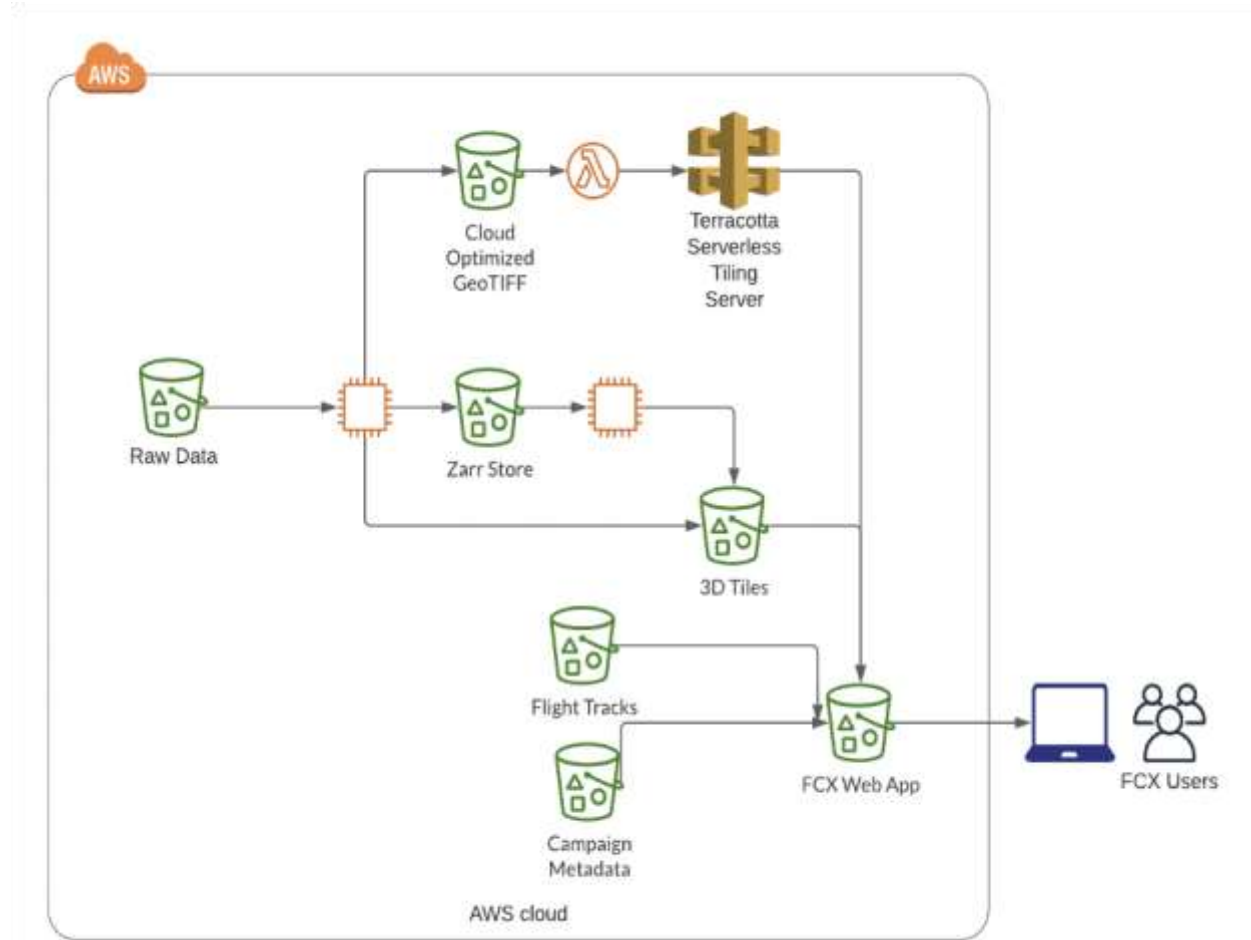 AWS
Cloud
Optimized
GeoTIFF
Terracotta
Serverless
Tiling
Server
Raw Data
Zarr Store
3D Tiles
Flight Tracks
FCX Web App
FCX Users
Campaign
Metadata
AWS cloud